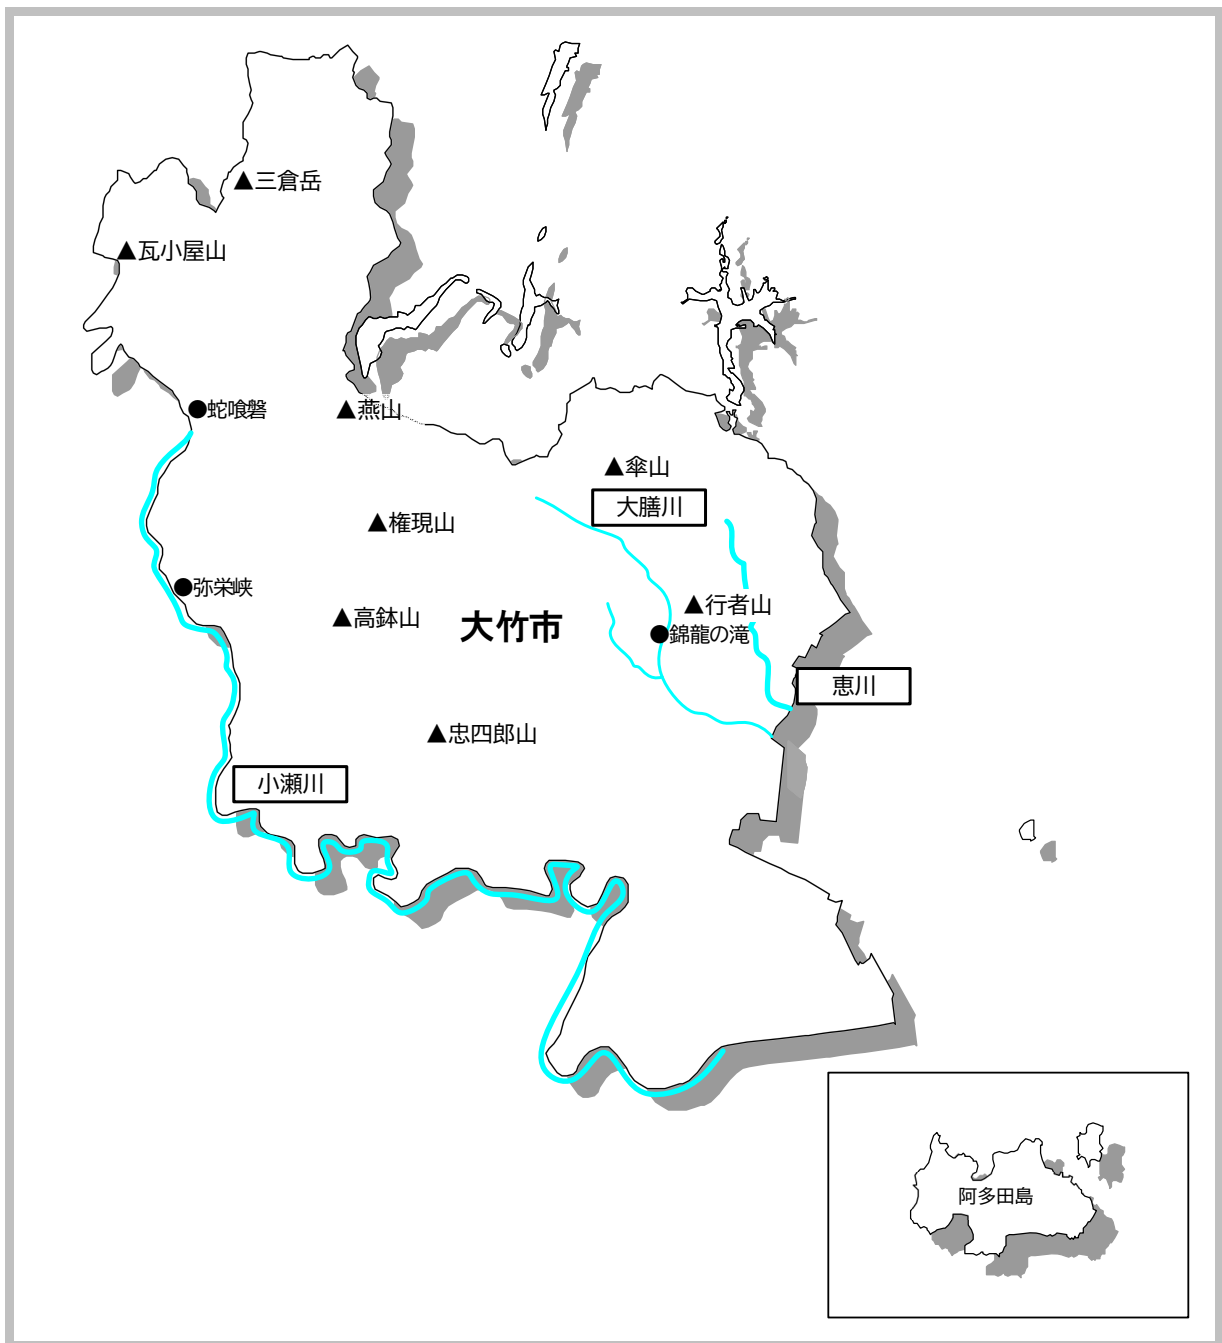 ▲三倉岳
▲瓦小屋山
●蛇喰磐
▲燕山
▲傘山
大膳川
▲権現山
●弥栄峡
▲行者山
▲高鉢山
大竹市
●錦龍の滝
恵川
▲忠四郎山
小瀬川
阿多田島